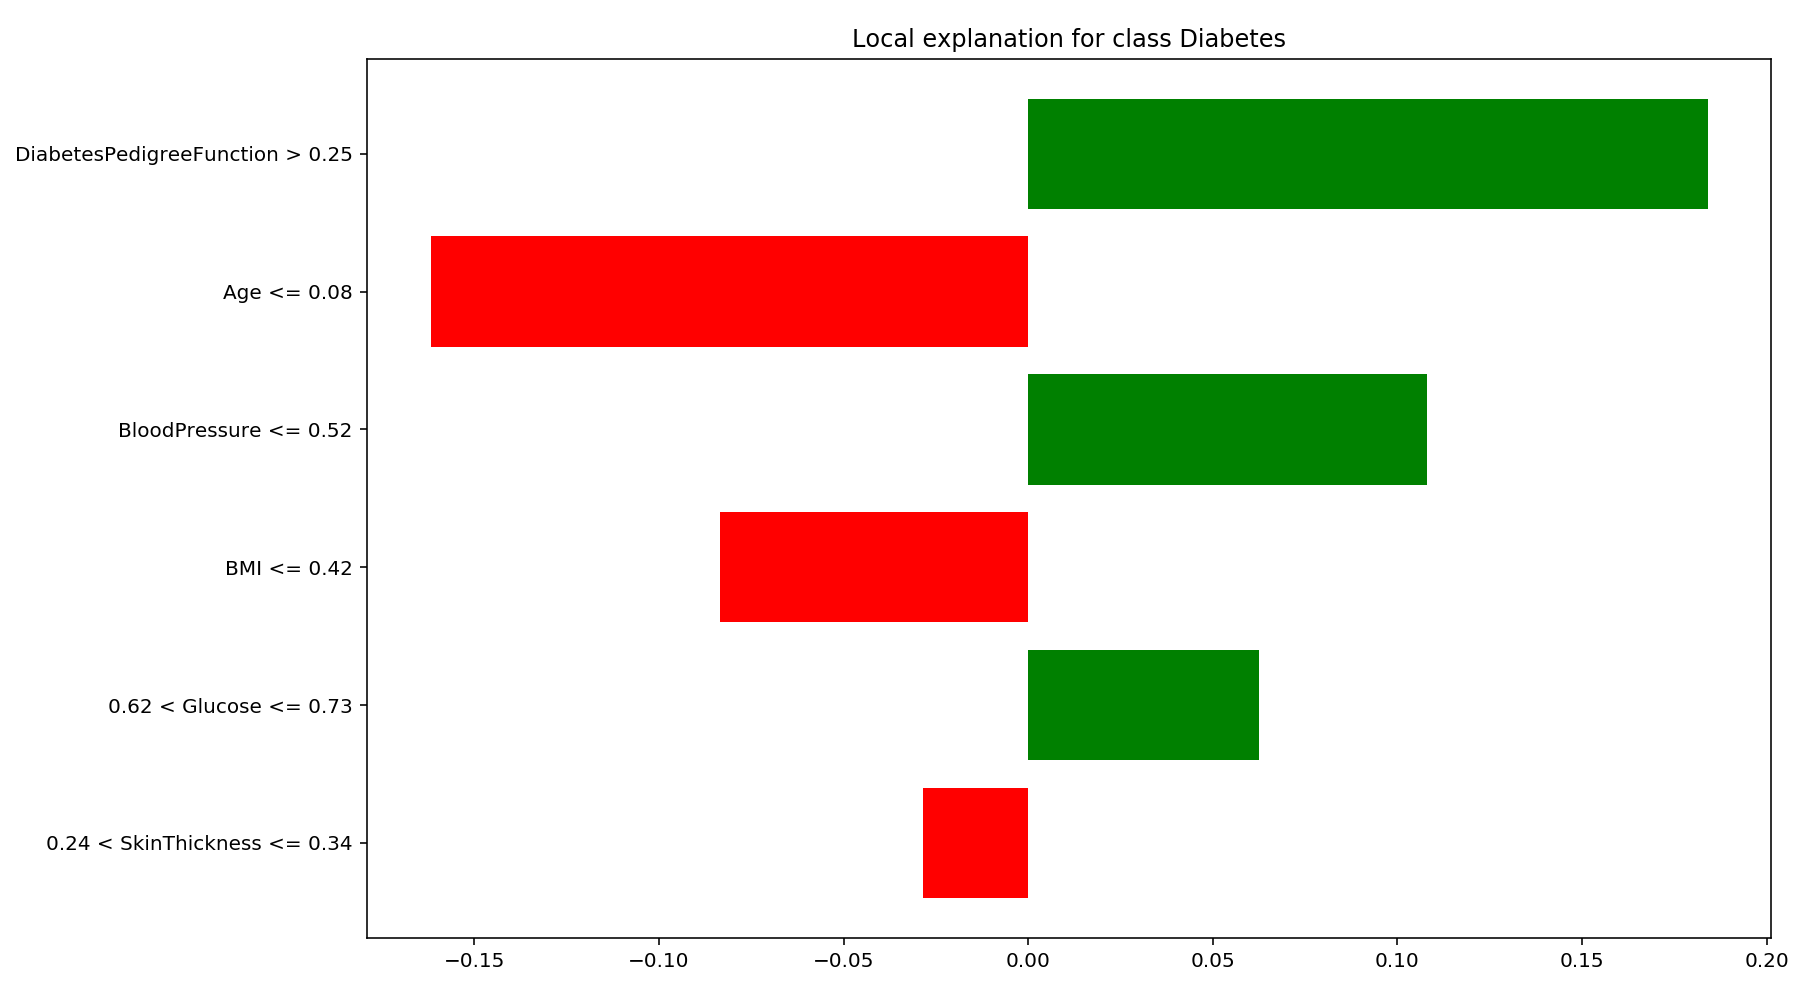 Local explanation for class Diabetes
DiabetesPedigreeFunction > 0.25
Age <= 0.08
BloodPressure <= 0.52
BMI <= 0.42
0.62 < Glucose <= 0.73
0.24 < SkinThickness <= 0.34
−0.15 −0.10 −0.05 0.00 0.05 0.10 0.15 0.20